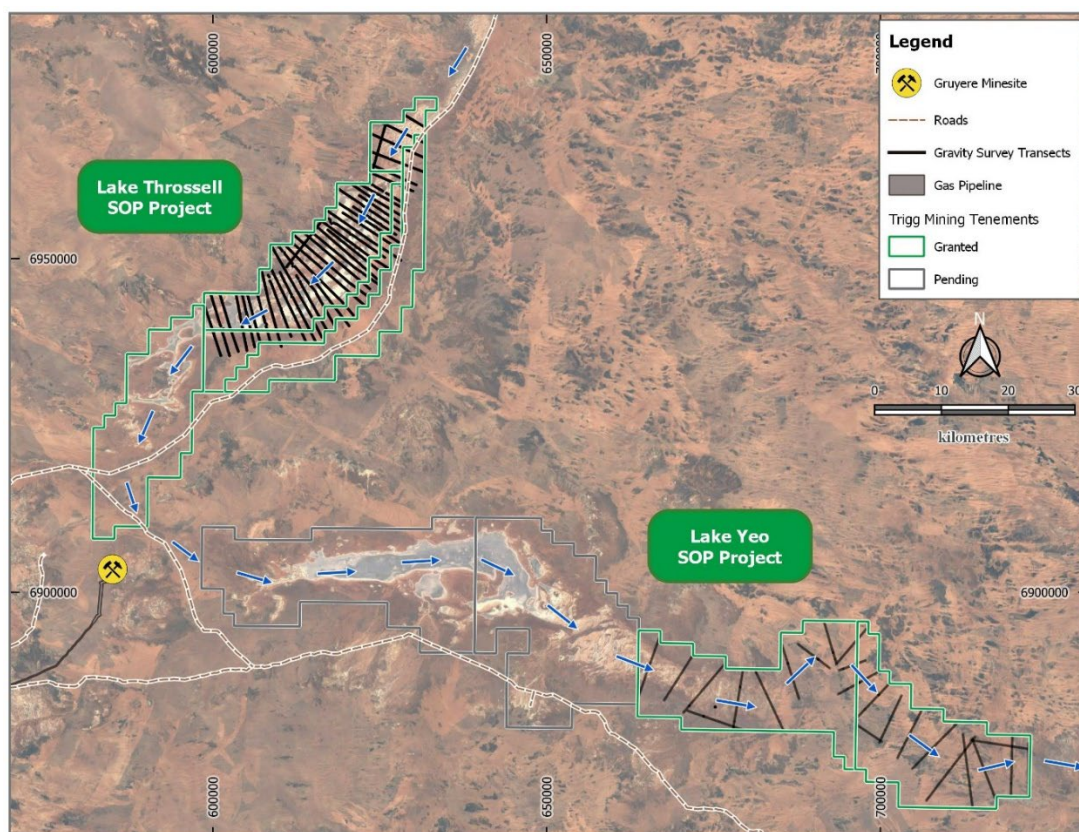 600000
650000
Legend
Gruyere Minesite
Roads
Gravity Survey Transects
Gas Pipeline
Trigg Mining Tenements
Granted
Pending
Lake Throssell
SOP Project
6950000
N
0 10 20 30
kilometres
Lake Yeo
SOP Project
6900000
6900000
600000
650000
700000